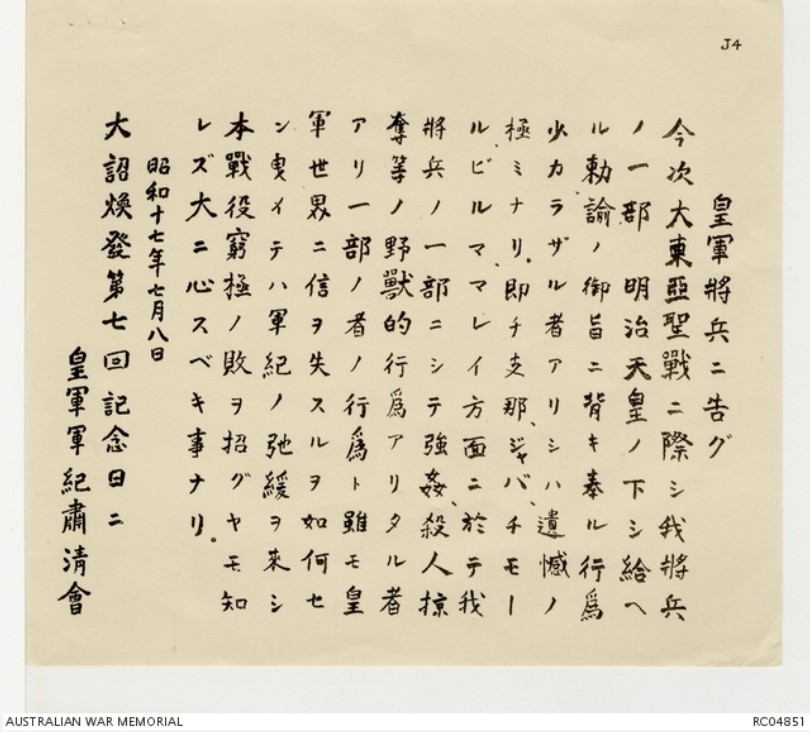 J4
皇軍將兵ニ告グ
今次大東亞聖戰ニ際シ我將兵
ノ一部 明治天皇ノ下シ給ヘ
ル勅諭ノ御旨ニ背キ奉ル行爲
少カラザル者アリシハ遺憾ノ
極ミナリ。即チ支那、ジャバ、チモー
ル、ビルママ、マレイ方面ニ於テ我
將兵ノ一部ニシテ強姦、殺人、掠
奪等ノ野獸的行爲アリタル者
アリ一部ノ者ノ行爲ト雖モ皇
軍世界ニ信ヲ失スルヲ如何セ
ン曳イテハ軍紀ノ弛緩ヲ來シ
本戰役窮極ノ敗ヲ招グヤモ知
レズ大ニ心スベキ事ナリ。
昭和十七年七月八日
大詔煥發第七回記念日ニ
皇軍軍紀肅清會
AUSTRALIAN WAR MEMORIAL
RC04851